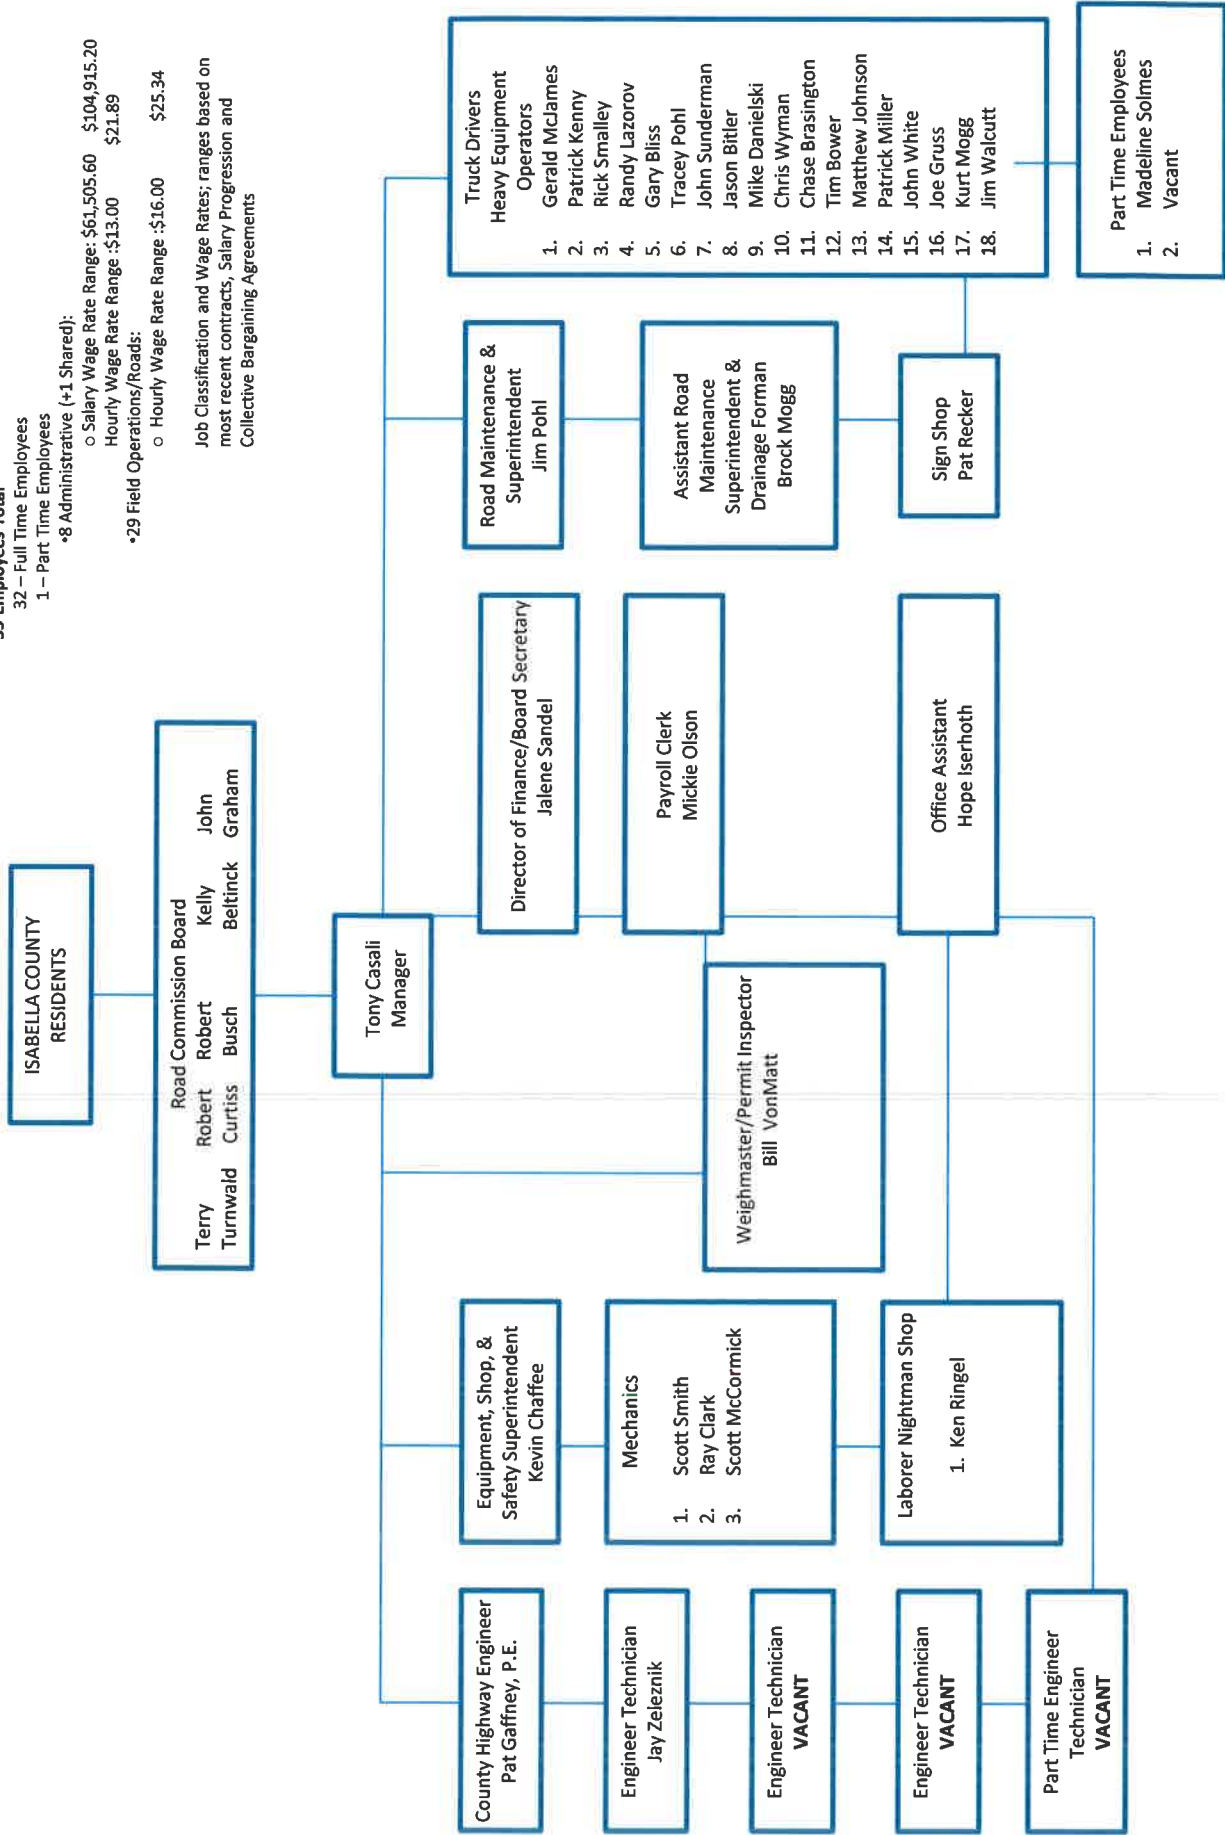 33 Employees Total
32 – Full Time Employees
1 – Part Time Employees
•8 Administrative (+1 Shared):
o Salary Wage Rate Range: $61,505.60 $104,915.20
Hourly Wage Rate Range :$13.00 $21.89
•29 Field Operations/Roads:
o Hourly Wage Rate Range :$16.00 $25.34
Job Classification and Wage Rates; ranges based on
most recent contracts, Salary Progression and
Collective Bargaining Agreements
ISABELLA COUNTY
RESIDENTS
Road Commission Board
Terry Robert Robert Kelly John
Turnwald Curtiss Busch Beltinck Graham
Tony Casali
Manager
County Highway Engineer
Pat Gaffney, P.E.
Engineer Technician
Jay Zeleznik
Engineer Technician
VACANT
Engineer Technician
VACANT
Part Time Engineer
Technician
VACANT
Equipment, Shop, &
Safety Superintendent
Kevin Chaffee
Mechanics
1. Scott Smith
2. Ray Clark
3. Scott McCormick
Laborer Nightman Shop
1. Ken Ringel
Weighmaster/Permit Inspector
Bill VonMatt
Director of Finance/Board Secretary
Jalene Sandel
Payroll Clerk
Mickie Olson
Office Assistant
Hope Iserhoth
Road Maintenance &
Superintendent
Jim Pohl
Assistant Road
Maintenance
Superintendent &
Drainage Forman
Brock Mogg
Sign Shop
Pat Recker
Truck Drivers
Heavy Equipment
Operators
1. Gerald McJames
2. Patrick Kenny
3. Rick Smalley
4. Randy Lazorov
5. Gary Bliss
6. Tracey Pohl
7. John Sunderman
8. Jason Bitler
9. Mike Danielski
10. Chris Wyman
11. Chase Brasington
12. Tim Bower
13. Matthew Johnson
14. Patrick Miller
15. John White
16. Joe Gruss
17. Kurt Mogg
18. Jim Walcutt
Part Time Employees
1. Madeline Solmes
2. Vacant